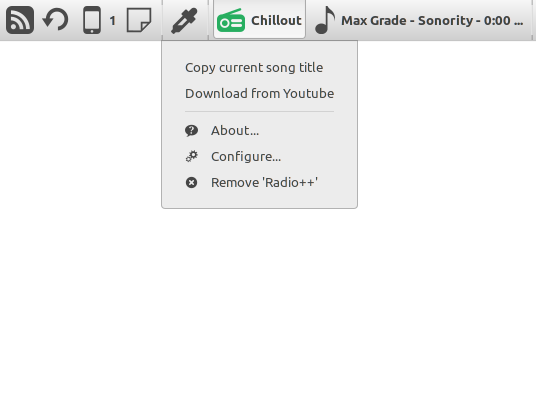 1
Chillout
Max Grade - Sonority - 0:00 ...
Copy current song title
Download from Youtube
About...
Configure...
Remove 'Radio++'